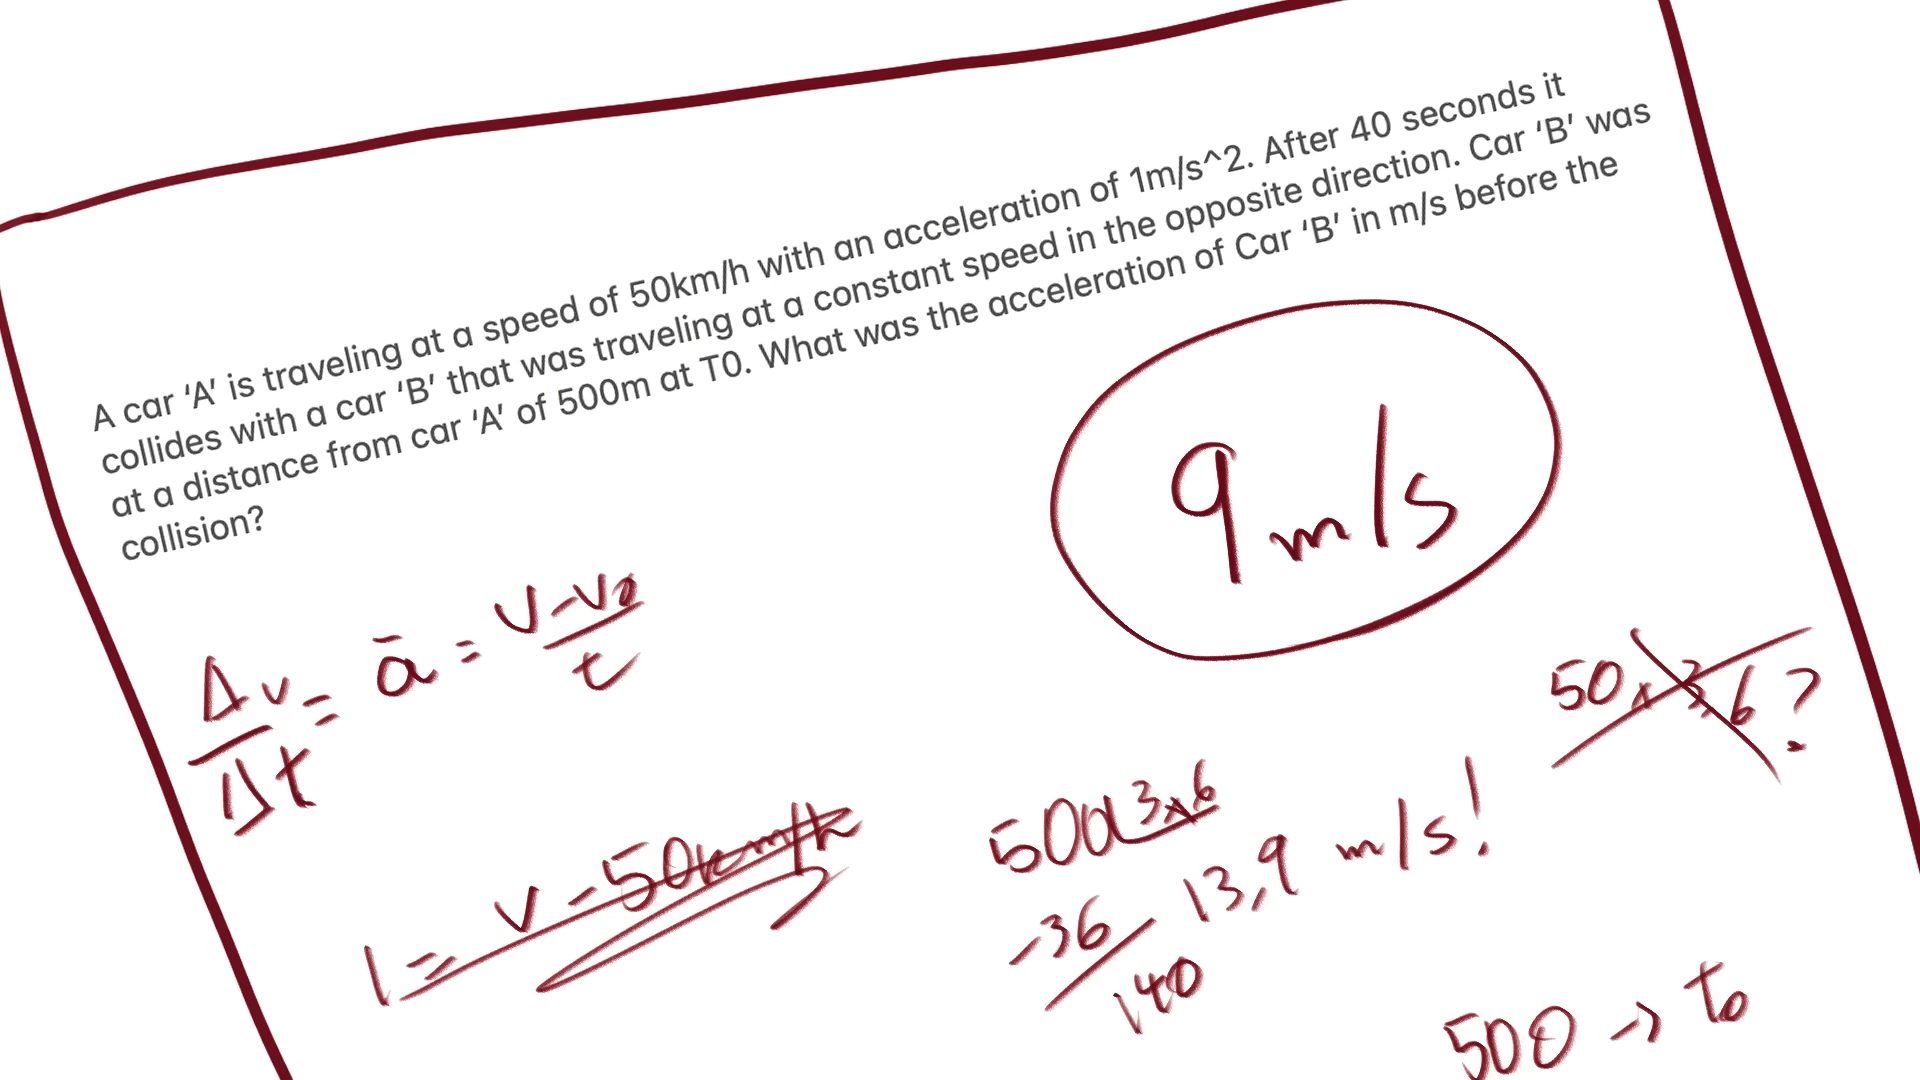 A car ‘A’ is traveling at a speed of 50km/h with an acceleration of 1m/s^2. After 40 seconds it
collides with a car ‘B’ that was traveling at a constant speed in the opposite direction. Car ‘B’ was
at a distance from car ‘A’ of 500m at T0. What was the acceleration of Car ‘B’ in m/s before the
collision?
9 m/s
Δv/Δt = a = v-v0/t
50 x 3,6?
1 = v - 50km/h
500 3,6
-36 13,9 m/s!
140
500 → t0